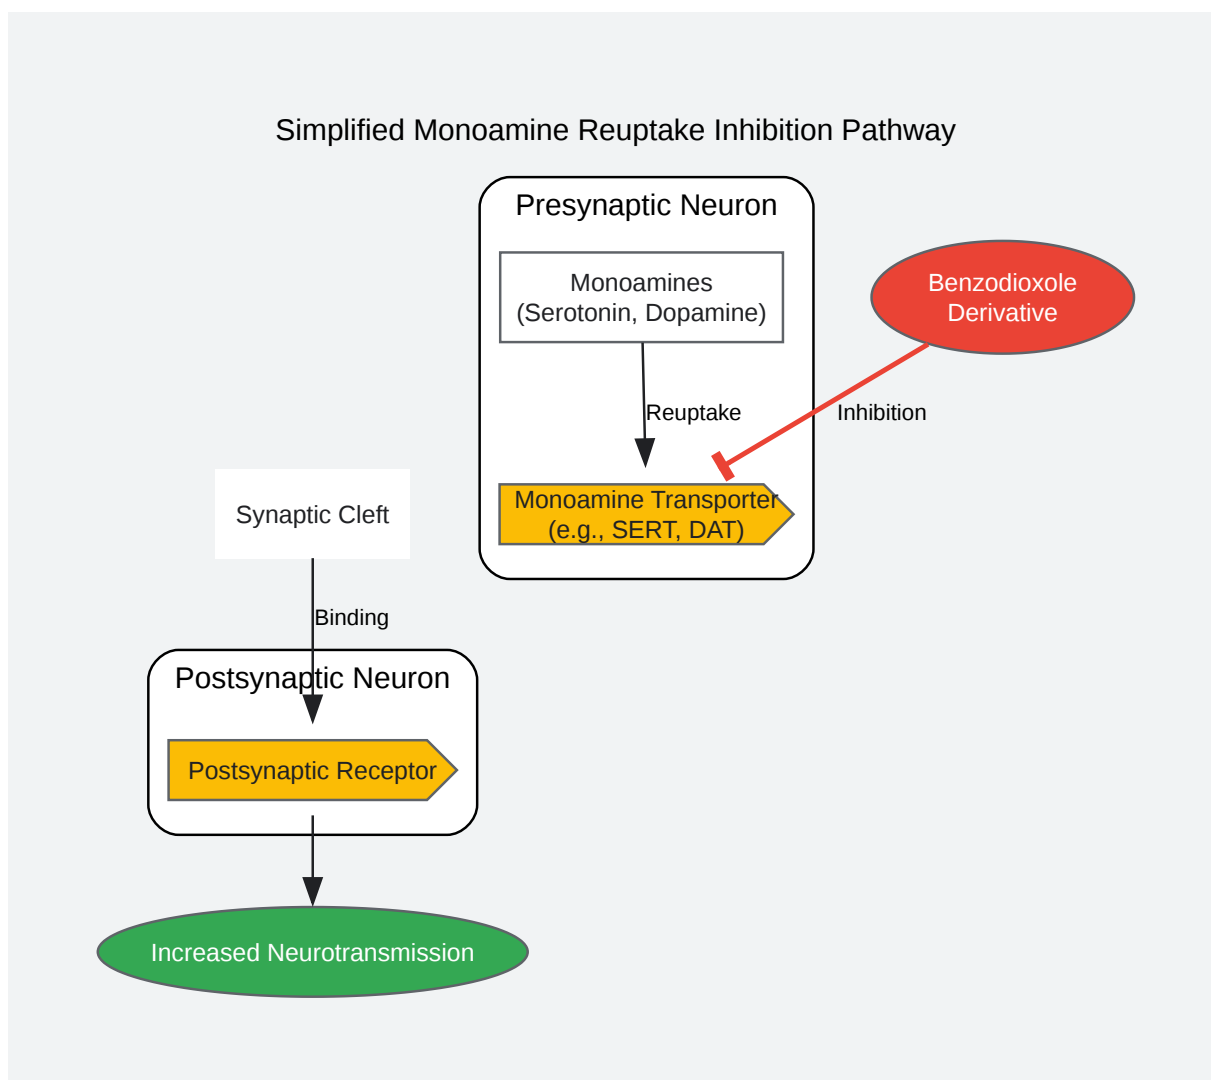 Simplified Monoamine Reuptake Inhibition Pathway
Presynaptic Neuron
Monoamines
(Serotonin, Dopamine)
Benzodioxole
Derivative
Reuptake
Inhibition
Monoamine Transporter
(e.g., SERT, DAT)
Synaptic Cleft
Binding
Postsynaptic Neuron
Postsynaptic Receptor
Increased Neurotransmission